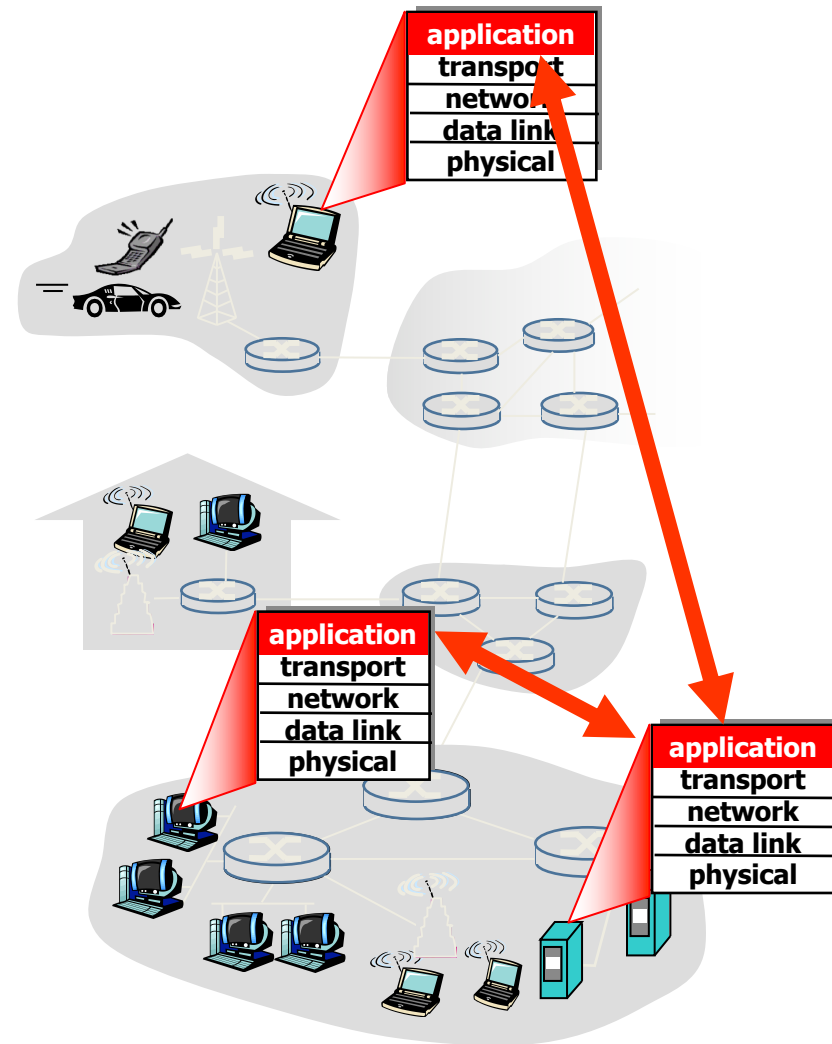 application
transport
network
data link
physical
application
transport
network
data link
physical
application
transport
network
data link
physical